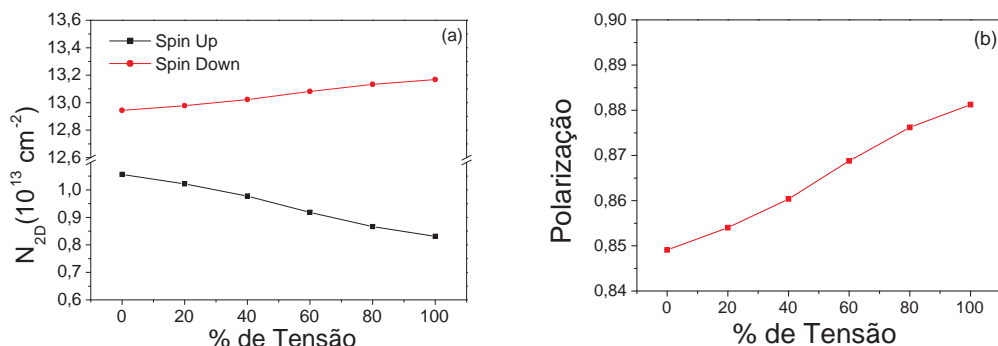 13,6
13,4
13,2
13,0
12,8
12,6
1,0
0,9
0,8
0,7
0,6
N2D(10^13 cm^-2)
Spin Up
Spin Down
(a)
0 20 40 60 80 100
% de Tensão
0,90
0,89
0,88
0,87
0,86
0,85
0,84
Polarização
(b)
0 20 40 60 80 100
% de Tensão